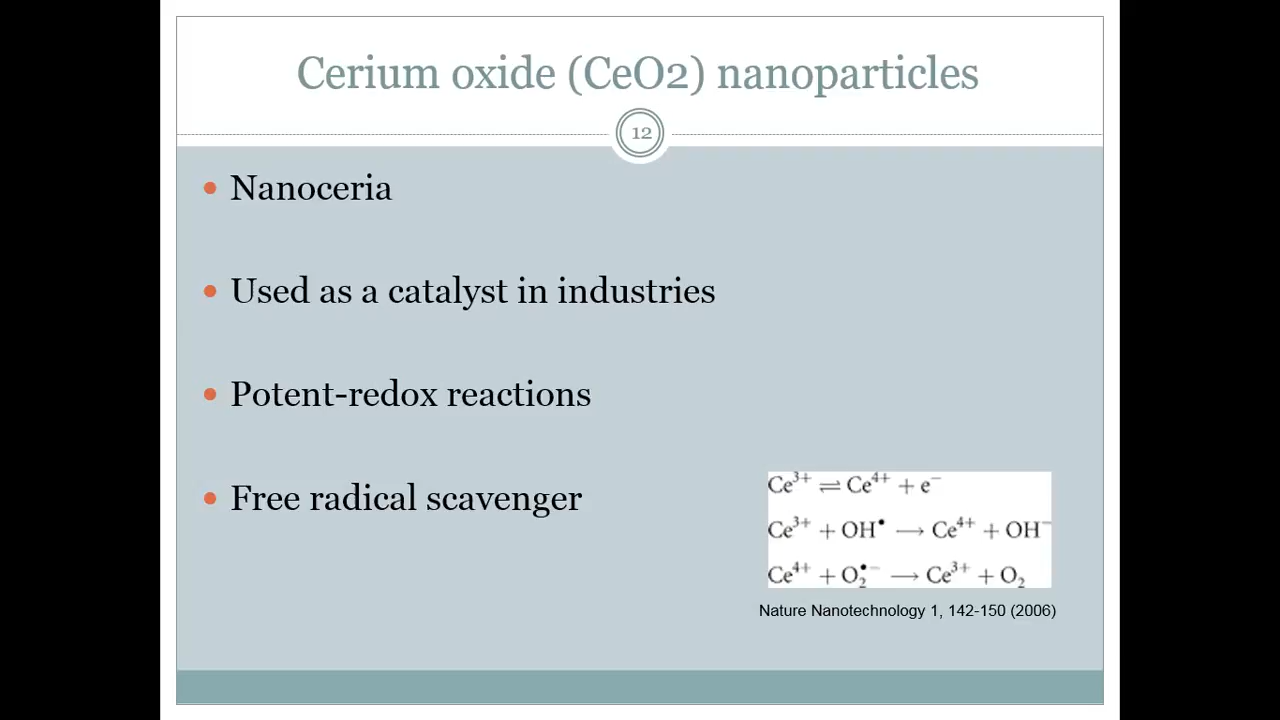 Cerium oxide (CeO2) nanoparticles
12
• Nanoceria
• Used as a catalyst in industries
• Potent-redox reactions
• Free radical scavenger
Ce³⁺ ⇌ Ce⁴⁺ + e⁻
Ce³⁺ + OH• ⟶ Ce⁴⁺ + OH⁻
Ce⁴⁺ + O₂•⁻ ⟶ Ce³⁺ + O₂
Nature Nanotechnology 1, 142-150 (2006)